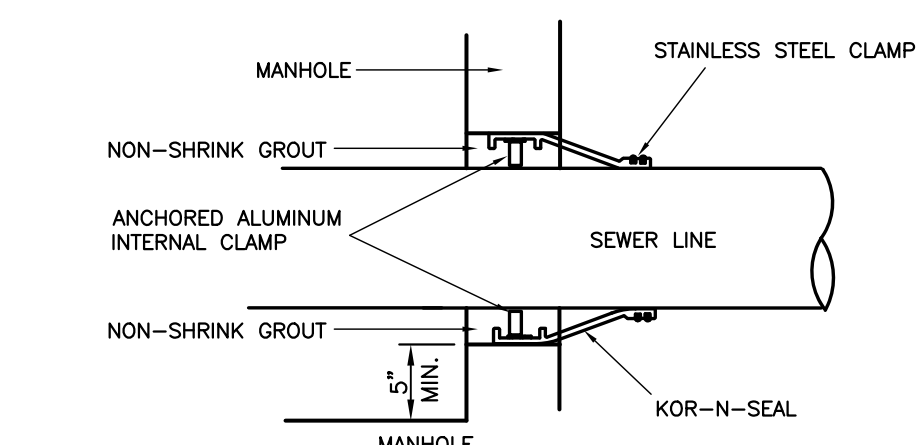 STAINLESS STEEL CLAMP
MANHOLE
NON-SHRINK GROUT
ANCHORED ALUMINUM
INTERNAL CLAMP
SEWER LINE
NON-SHRINK GROUT
5"
MIN.
KOR-N-SEAL
MANHOLE